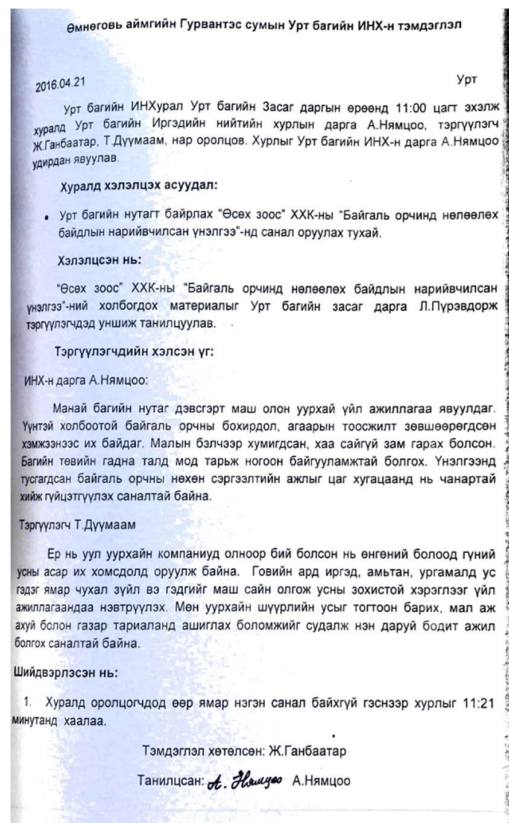 Өмнөговь аймгийн Гурвантэс сумын Урт багийн ИНХ-н тэмдэглэл
2016.04.21 Урт
Урт багийн ИНХурал Урт багийн Засаг даргын өрөөнд 11:00 цагт эхэлж
хуралд Урт багийн Иргэдийн нийтийн хурлын дарга А.Нямцоо, тэргүүлэгч
Ж.Ганбаатар, Т.Дүүмаам, нар оролцов. Хурлыг Урт багийн ИНХ-н дарга А.Нямцоо
удирдан явуулав.
Хуралд хэлэлцэх асуудал:
• Урт багийн нутагт байрлах “Өсөх зоос” ХХК-ны “Байгаль орчинд нөлөөлөх
байдлын нарийвчилсан үнэлгээ”-нд санал оруулах тухай.
Хэлэлцсэн нь:
“Өсөх зоос” ХХК-ны “Байгаль орчинд нөлөөлөх байдлын нарийвчилсан
үнэлгээ”-ний холбогдох материалыг Урт багийн засаг дарга Л.Пүрэвдорж
тэргүүлэгчдэд уншиж танилцуулав.
Тэргүүлэгчдийн хэлсэн үг:
ИНХ-н дарга А.Нямцоо:
Манай багийн нутаг дэвсгэрт маш олон уурхай үйл ажиллагаа явуулдаг.
Үүнтэй холбоотой байгаль орчны бохирдол, агаарын тоосжилт зөвшөөрөгдсөн
хэмжээнээс их байдаг. Малын бэлчээр хумигдсан, хаа сайгүй зам гарах болсон.
Багийн төвийн гадна талд мод тарьж ногоон байгууламжтай болгох. Үнэлгээнд
тусгагдсан байгаль орчны нөхөн сэргээлтийн ажлыг цаг хугацаанд нь чанартай
хийж гүйцэтгүүлэх саналтай байна.
Тэргүүлэгч Т.Дүүмаам
Ер нь уул уурхайн компаниуд олноор бий болсон нь өнгөний болоод гүний
усны асар их хомсдолд оруулж байна. Говийн ард иргэд, амьтан, ургамалд ус
гэдэг ямар чухал зүйл вэ гэдгийг маш сайн олгож усны зохистой хэрэглээг үйл
ажиллагаандаа нэвтрүүлэх. Мөн уурхайн шүүрлийн усыг тогтоон барих, мал аж
ахуй болон газар тариаланд ашиглах боломжийг судалж нэн даруй бодит ажил
болгох саналтай байна.
Шийдвэрлэсэн нь:
1. Хуралд оролцогчдод өөр ямар нэгэн санал байхгүй гэснээр хурлыг 11:21
минутанд хаалаа.
Тэмдэглэл хөтөлсөн: Ж.Ганбаатар
Танилцсан: А. Нямцоо А.Нямцоо